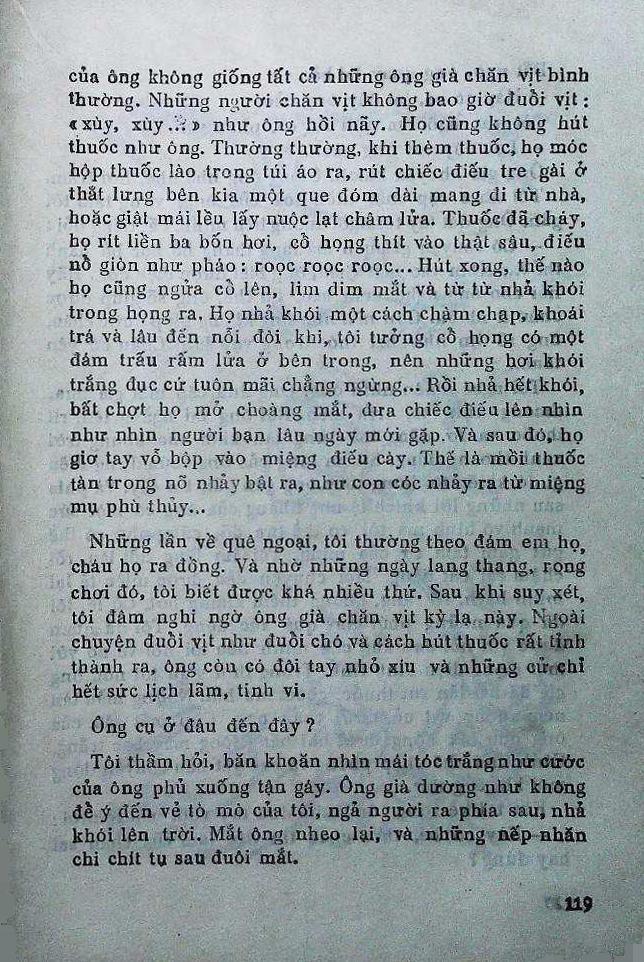 của ông không giống tất cả những ông già chăn vịt bình
thường. Những người chăn vịt không bao giờ đuổi vịt :
« xùy, xùy...» như ông hồi nãy. Họ cũng không hút
thuốc như ông. Thường thường, khi thèm thuốc, họ móc
hộp thuốc lào trong túi áo ra, rút chiếc điếu tre gài ở
thắt lưng bên kia một que đóm dài mang đi từ nhà,
hoặc giật mái lều lấy nuộc lạt châm lửa. Thuốc đã cháy,
họ rít liền ba bốn hơi, cổ họng thít vào thật sâu, điếu
nổ giòn như pháo : roọc roọc roọc... Hút xong, thế nào
họ cũng ngửa cổ lên, lim dim mắt và từ từ nhả khói
trong họng ra. Họ nhả khói một cách chậm chạp, khoái
trá và lâu đến nỗi đôi khi, tôi tưởng cổ họng có một
đám trấu rấm lửa ở bên trong, nên những hơi khói
trắng đục cứ tuôn mãi chẳng ngừng... Rồi nhả hết khói,
bất chợt họ mở choàng mắt, đưa chiếc điếu lên nhìn
như nhìn người bạn lâu ngày mới gặp. Và sau đó, họ
giơ tay vỗ bộp vào miệng điếu cày. Thế là mồi thuốc
tàn trong nõ nhảy bật ra, như con cóc nhảy ra từ miệng
mụ phù thủy...
Những lần về quê ngoại, tôi thường theo đám em họ,
cháu họ ra đồng. Và nhờ những ngày lang thang, rong
chơi đó, tôi biết được khá nhiều thứ. Sau khi suy xét,
tôi đâm nghi ngờ ông già chăn vịt kỳ lạ này. Ngoài
chuyện đuổi vịt như đuổi chó và cách hút thuốc rất tỉnh
thành ra, ông còn có đôi tay nhỏ xíu và những cử chỉ
hết sức lịch lãm, tinh vi.
Ông cụ ở đâu đến đây ?
Tôi thầm hỏi, băn khoăn nhìn mái tóc trắng như cước
của ông phủ xuống tận gáy. Ông già dường như không
để ý đến vẻ tò mò của tôi, ngả người ra phía sau, nhả
khói lên trời. Mắt ông nheo lại, và những nếp nhăn
chi chít tụ sau đuôi mắt.
119